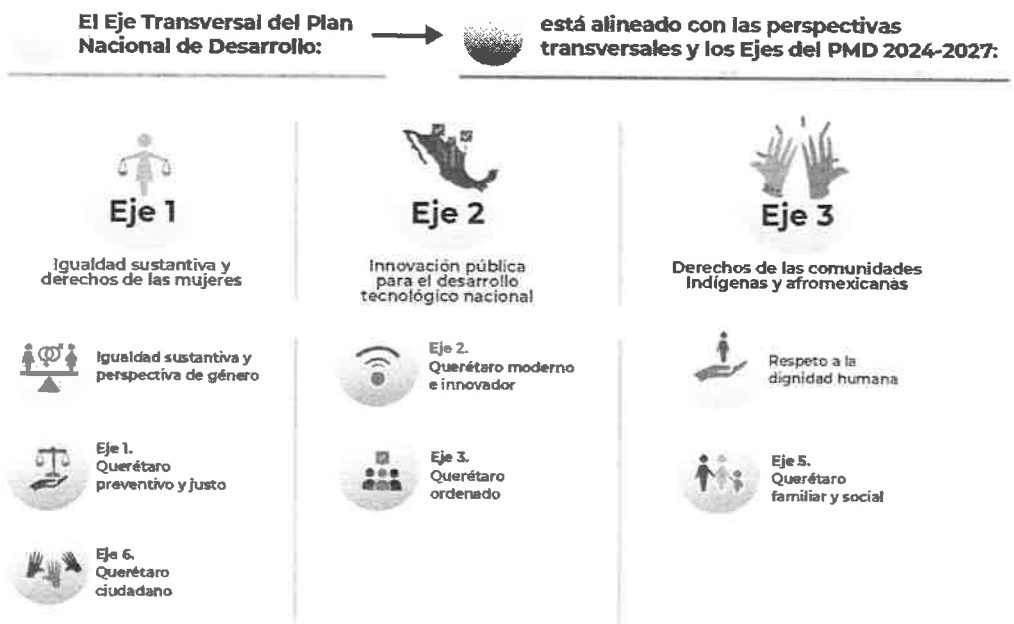 El Eje Transversal del Plan
Nacional de Desarrollo:
está alineado con las perspectivas
transversales y los Ejes del PMD 2024-2027:
Eje 1
Igualdad sustantiva y
derechos de las mujeres
Igualdad sustantiva y
perspectiva de género
Eje 1.
Querétaro
preventivo y justo
Eje 6.
Querétaro
ciudadano
Eje 2
Innovación pública
para el desarrollo
tecnológico nacional
Eje 2.
Querétaro moderno
e innovador
Eje 3.
Querétaro
ordenado
Eje 3
Derechos de las comunidades
Indígenas y afromexicanas
Respeto a la
dignidad humana
Eje 5.
Querétaro
familiar y social